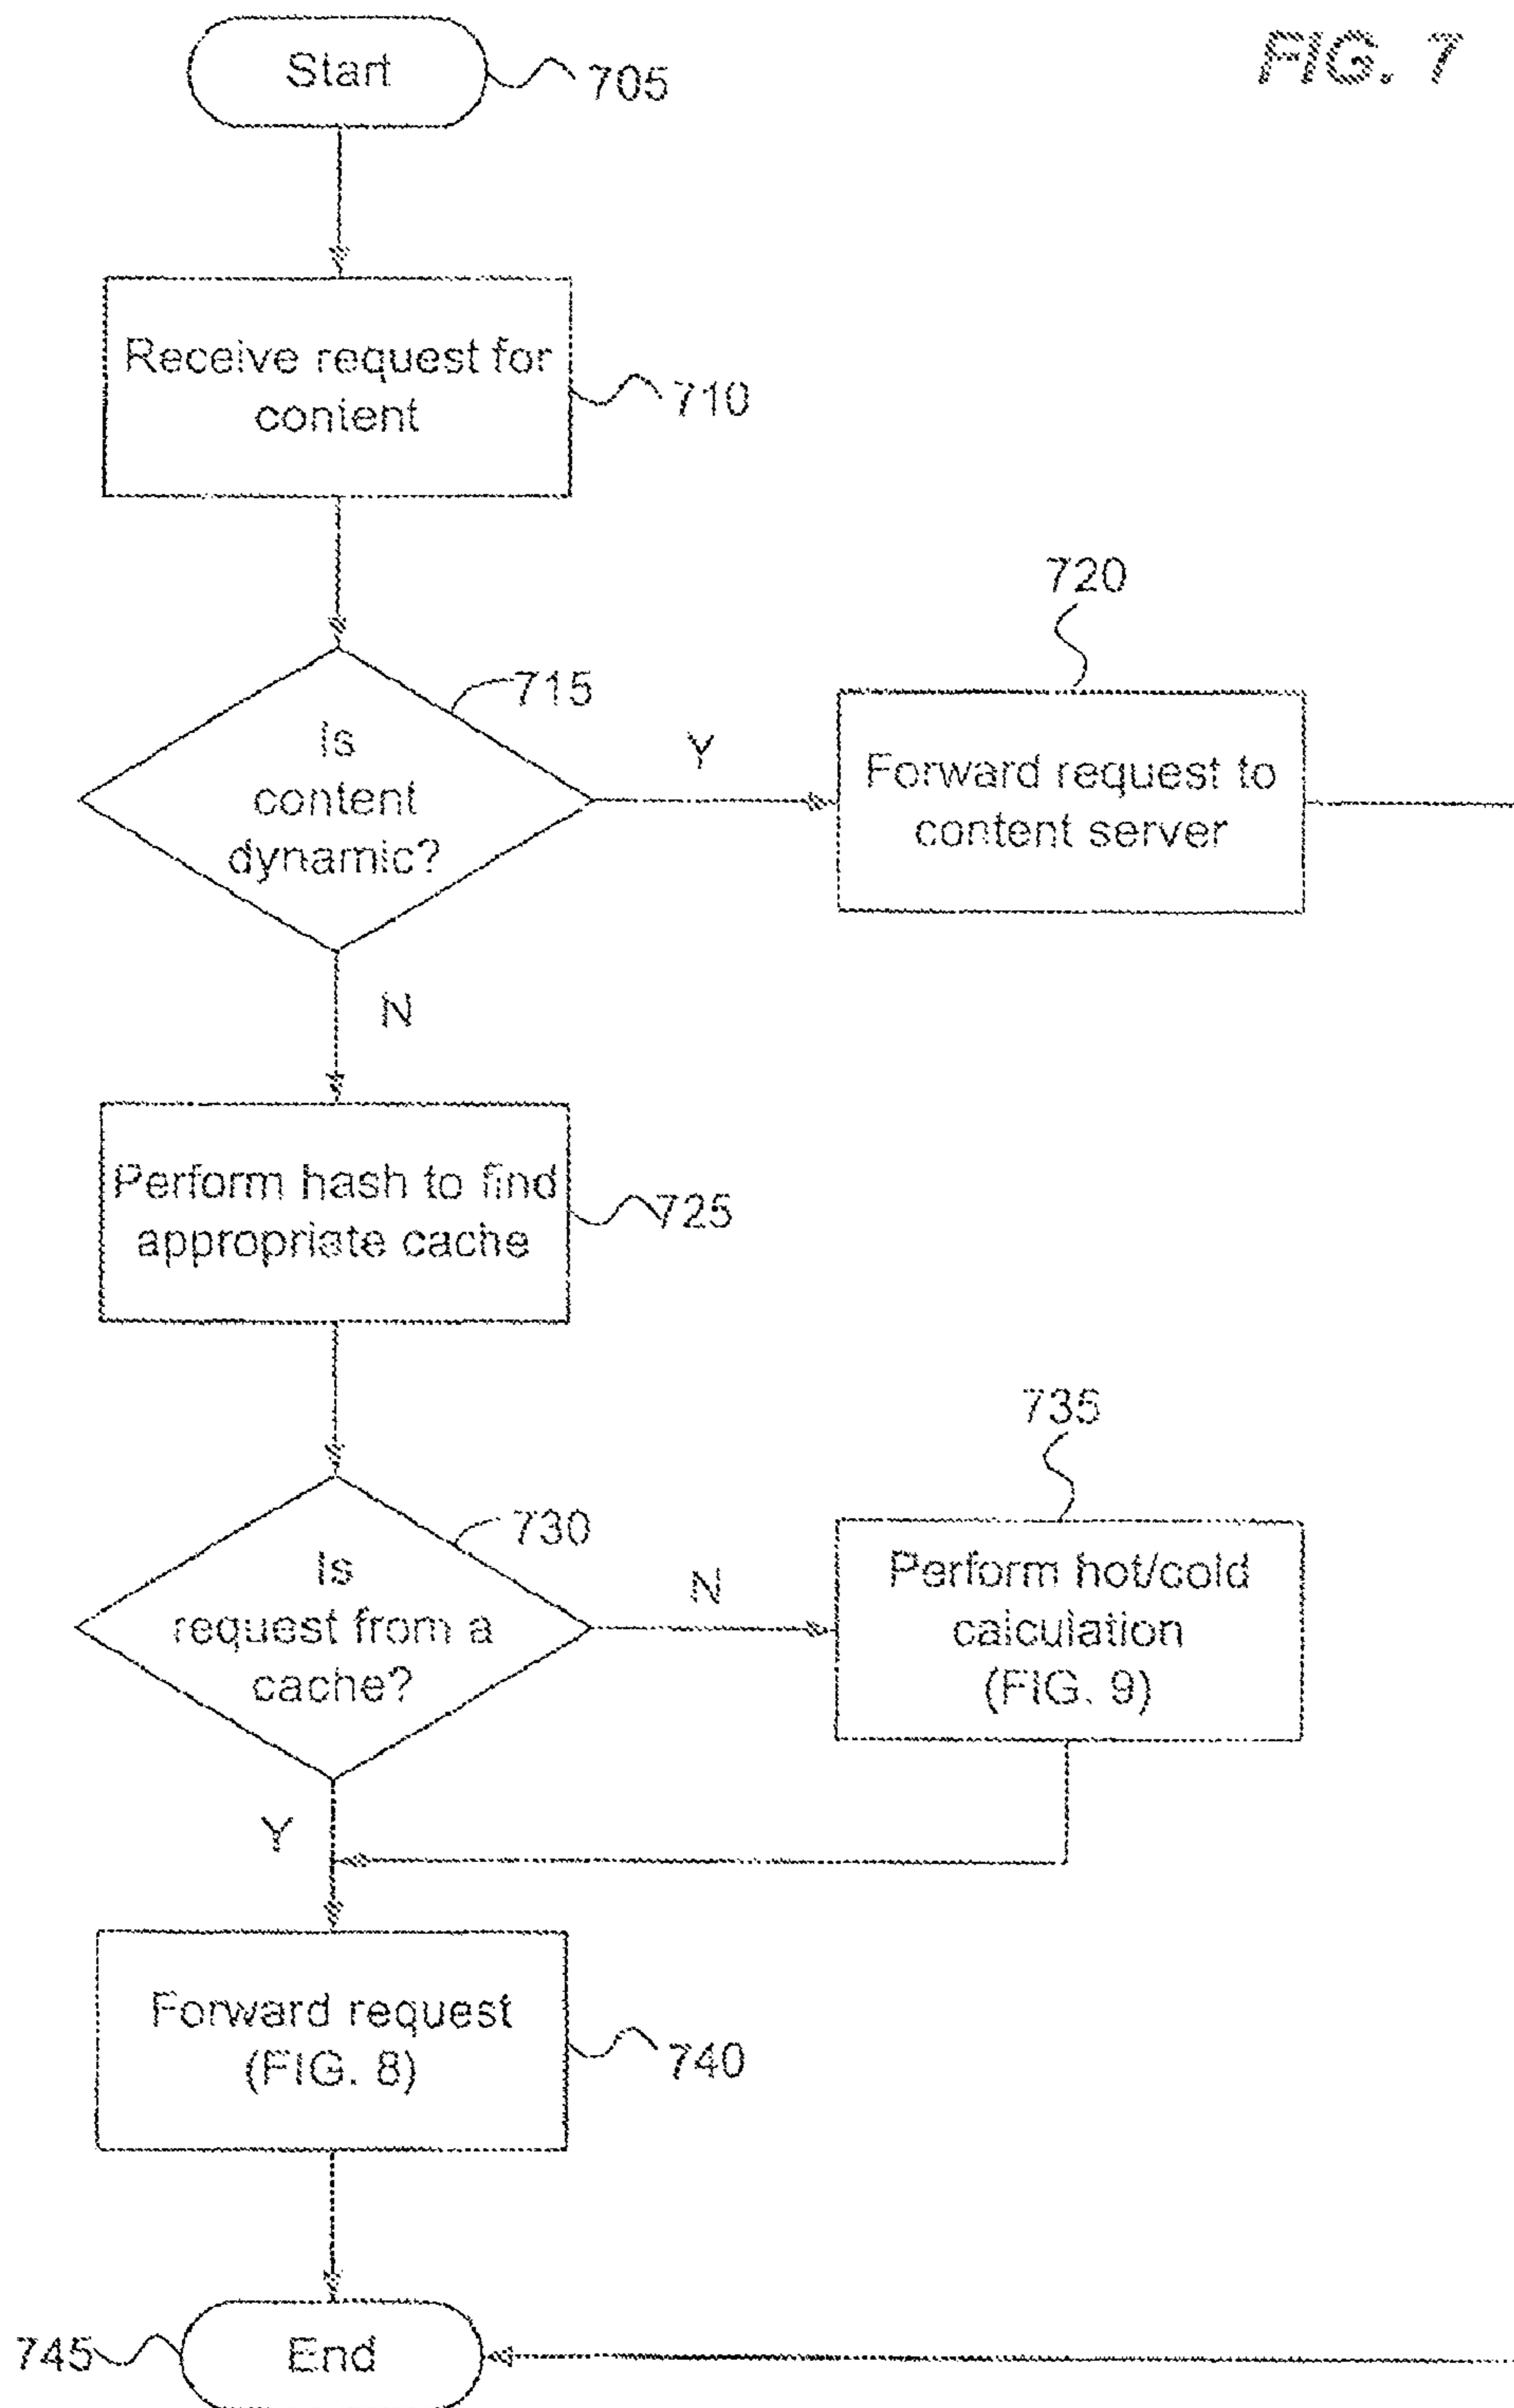 FIG. 7
Start
705
Receive request for
content
710
715
Is
content
dynamic?
Y
720
Forward request to
content server
N
Perform hash to find
appropriate cache
725
730
Is
request from a
cache?
N
735
Perform hot/cold
calculation
(FIG. 9)
Y
Forward request
(FIG. 8)
740
745
End